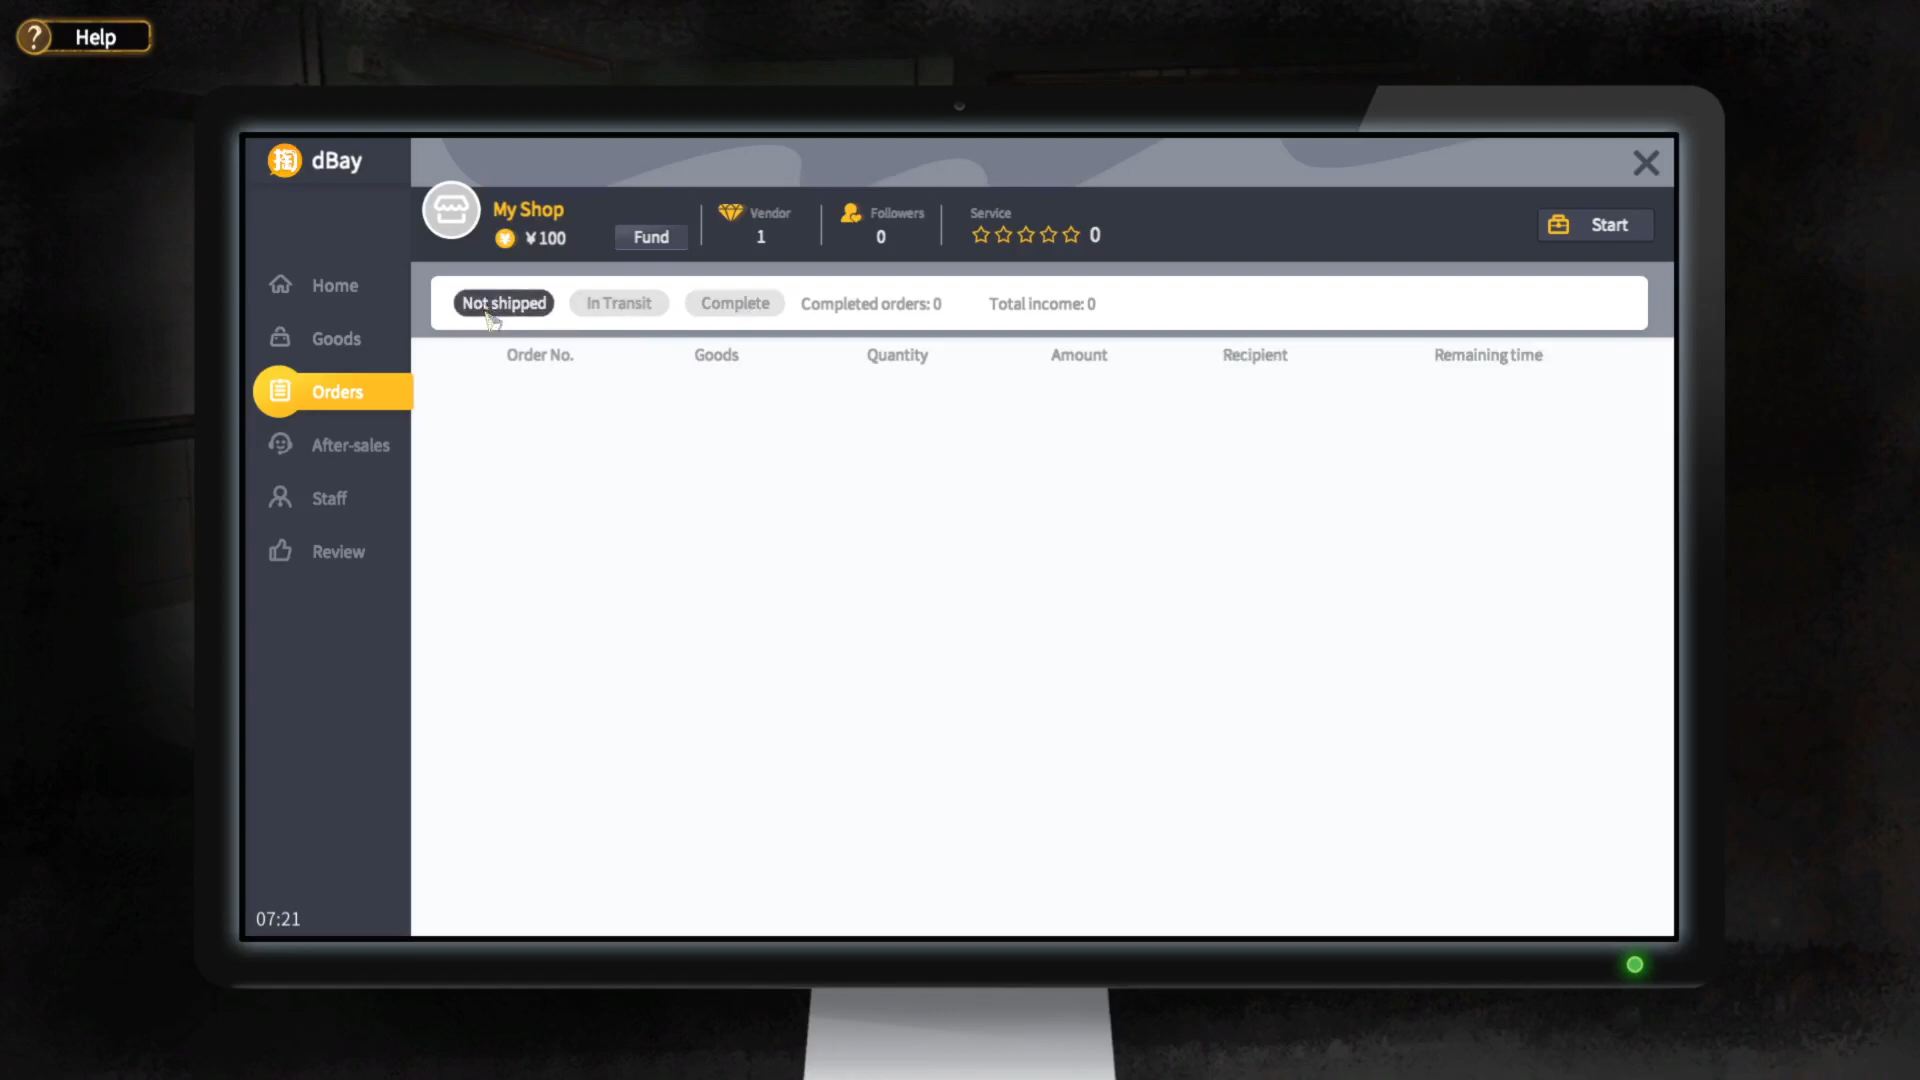 ? Help
掏 dBay
My Shop
¥100
Fund
Vendor
1
Followers
0
Service
0
Start
Home
Goods
Orders
After-sales
Staff
Review
Not shipped
In Transit
Complete
Completed orders: 0
Total income: 0
Order No.
Goods
Quantity
Amount
Recipient
Remaining time
07:21